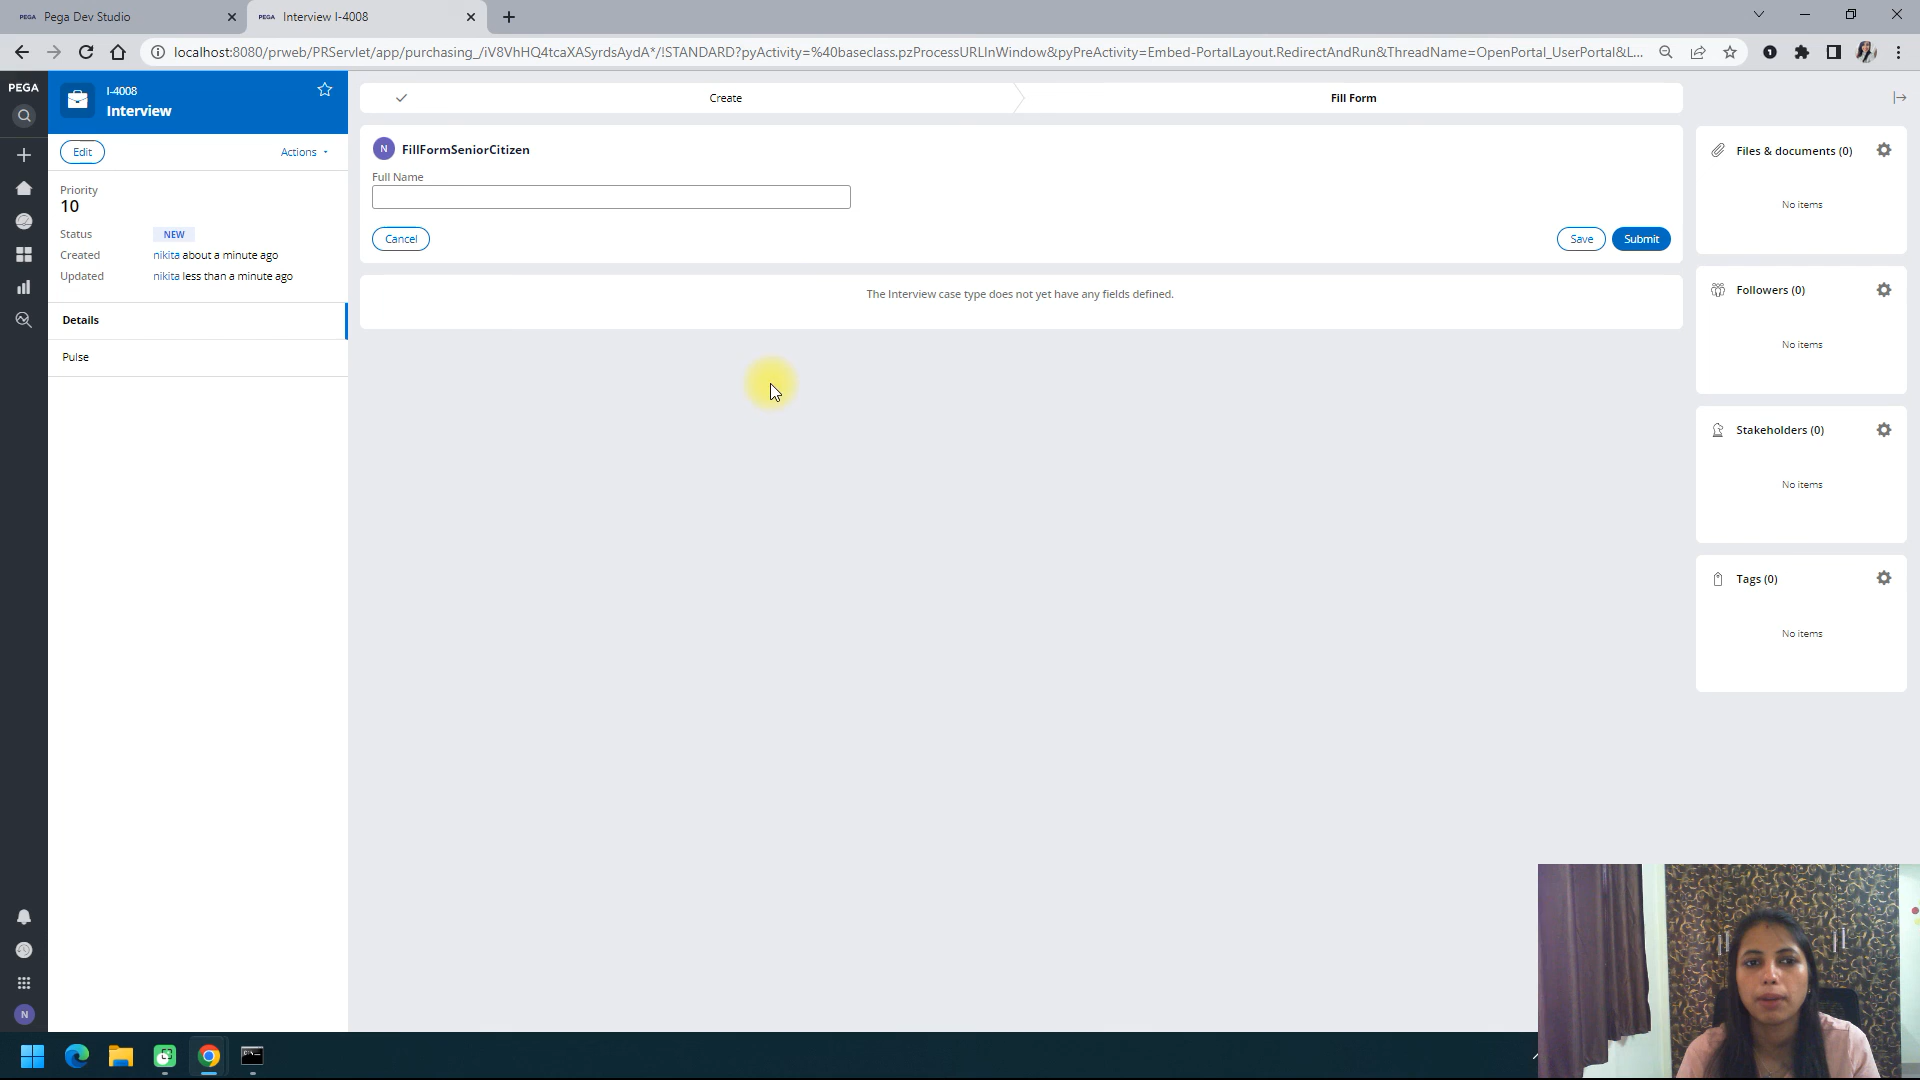 PEGA Pega Dev Studio
PEGA Interview I-4008
localhost:8080/prweb/PRServlet/app/purchasing_/iV8VhHQ4tcaXASyrdsAydA*/!STANDARD?pyActivity=%40baseclass.pzProcessURLInWindow&pyPreActivity=Embed-PortalLayout.RedirectAndRun&ThreadName=OpenPortal_UserPortal&L...
PEGA
I-4008
Interview
Edit
Actions
Priority
10
Status NEW
Created nikita about a minute ago
Updated nikita less than a minute ago
Details
Pulse
N
Create
Fill Form
N FillFormSeniorCitizen
Full Name
Cancel
Save
Submit
The Interview case type does not yet have any fields defined.
Files & documents (0)
No items
Followers (0)
No items
Stakeholders (0)
No items
Tags (0)
No items